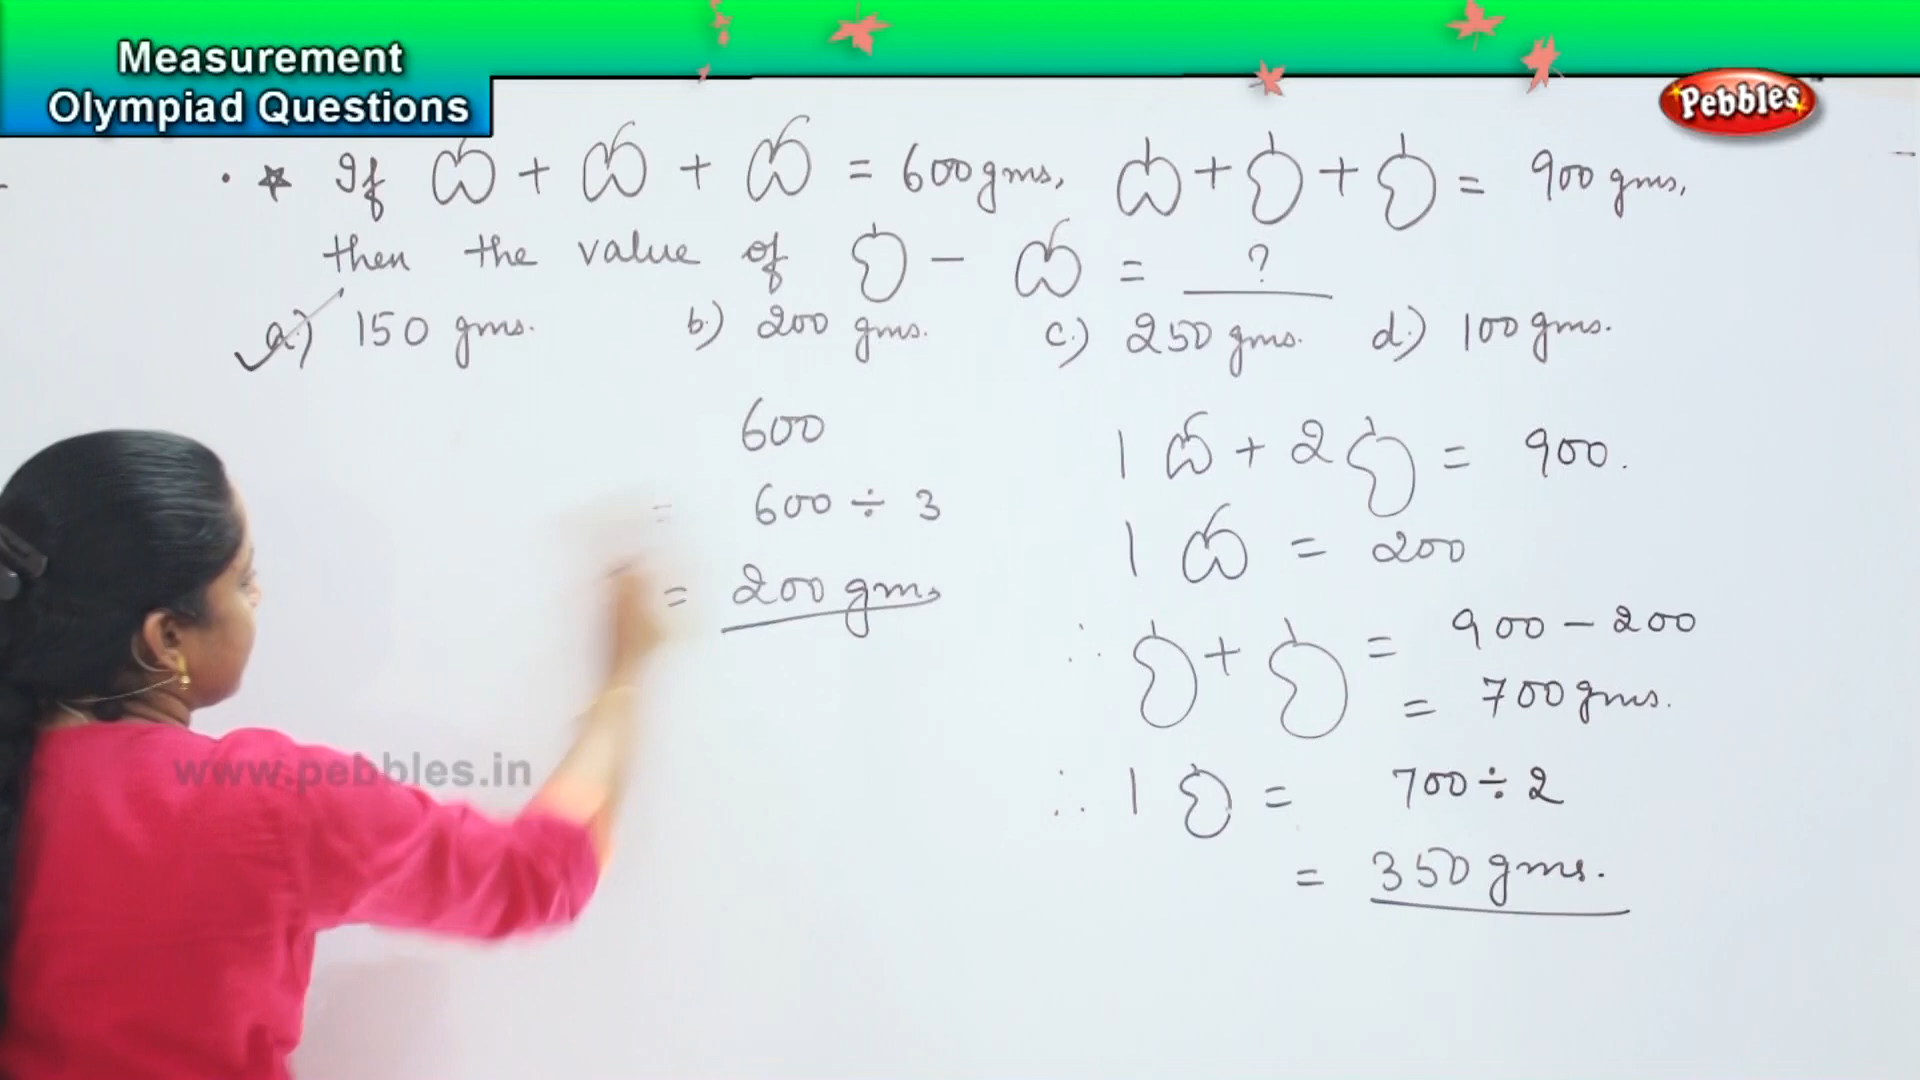 Measurement
Olympiad Questions
Pebbles
If + + = 600 gms, + + = 900 gms,
then the value of - = ?
a.) 150 gms. b.) 200 gms. c.) 250 gms. d.) 100 gms.
600
= 600 ÷ 3
= 200 gms
1 + 2 = 900.
1 = 200
∴ + = 900 - 200
= 700 gms.
∴ 1 = 700 ÷ 2
= 350 gms.
www.pebbles.in